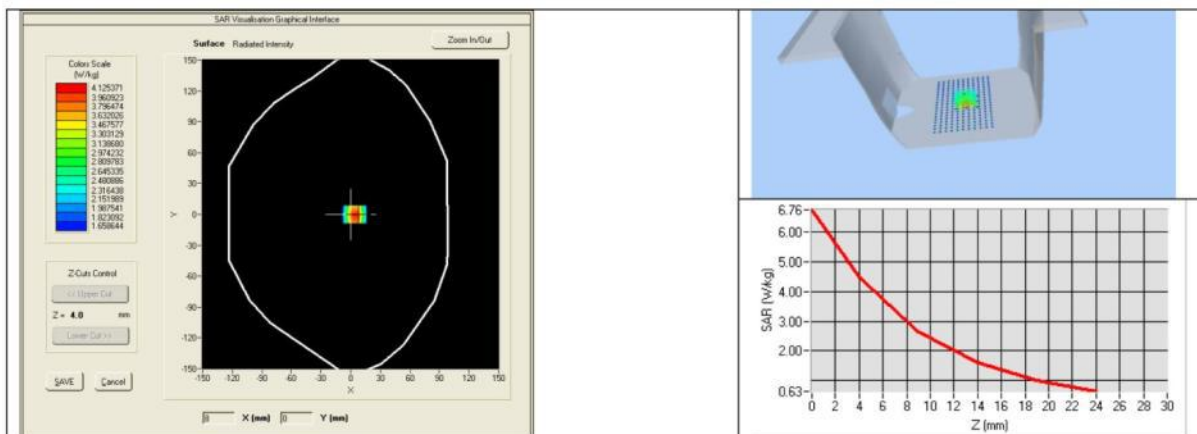 SAR Visualisation Graphical Interface
Surface Radiated Intensity
Zoom In/Out
Colors Scale
(W/kg)
4.125371
3.960923
3.796474
3.632026
3.467577
3.303129
3.138680
2.974232
2.809783
2.645335
2.480886
2.316438
2.151989
1.987541
1.823092
1.658644
Z-Cuts Control
<< Upper Cut
Z = 4.0 mm
Lower Cut >>
SAVE Cancel
150
120
90
60
30
0
-30
-60
-90
-120
-150
Y
-150 -120 -90 -60 -30 0 30 60 90 120 150
X
X (mm) 0 Y (mm)
6.76
6.00
5.00
4.00
3.00
2.00
0.63
SAR (W/kg)
0 2 4 6 8 10 12 14 16 18 20 22 24 26 28 30
Z (mm)